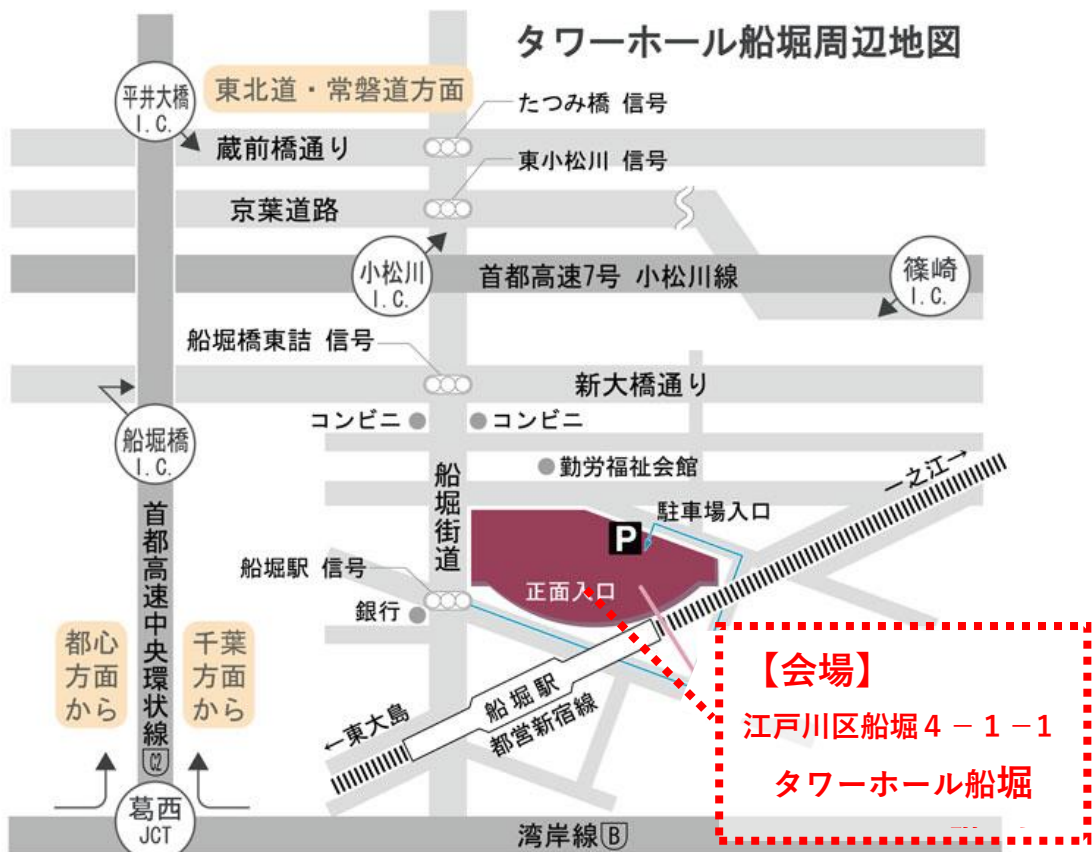 タワーホール船堀周辺地図
平井大橋
I.C.
東北道・常磐道方面
たつみ橋 信号
蔵前橋通り
東小松川 信号
京葉道路
小松川
I.C.
首都高速7号 小松川線
篠崎
I.C.
船堀橋東詰 信号
新大橋通り
コンビニ
コンビニ
船堀橋
I.C.
勤労福祉会館
一之江→
船堀街道
駐車場入口
P
首都高速中央環状線
C2
船堀駅 信号
正面入口
銀行
都心
方面
から
千葉
方面
から
船堀駅
都営新宿線
←東大島
【会場】
江戸川区船堀4-1-1
タワーホール船堀
葛西
JCT
湾岸線
B